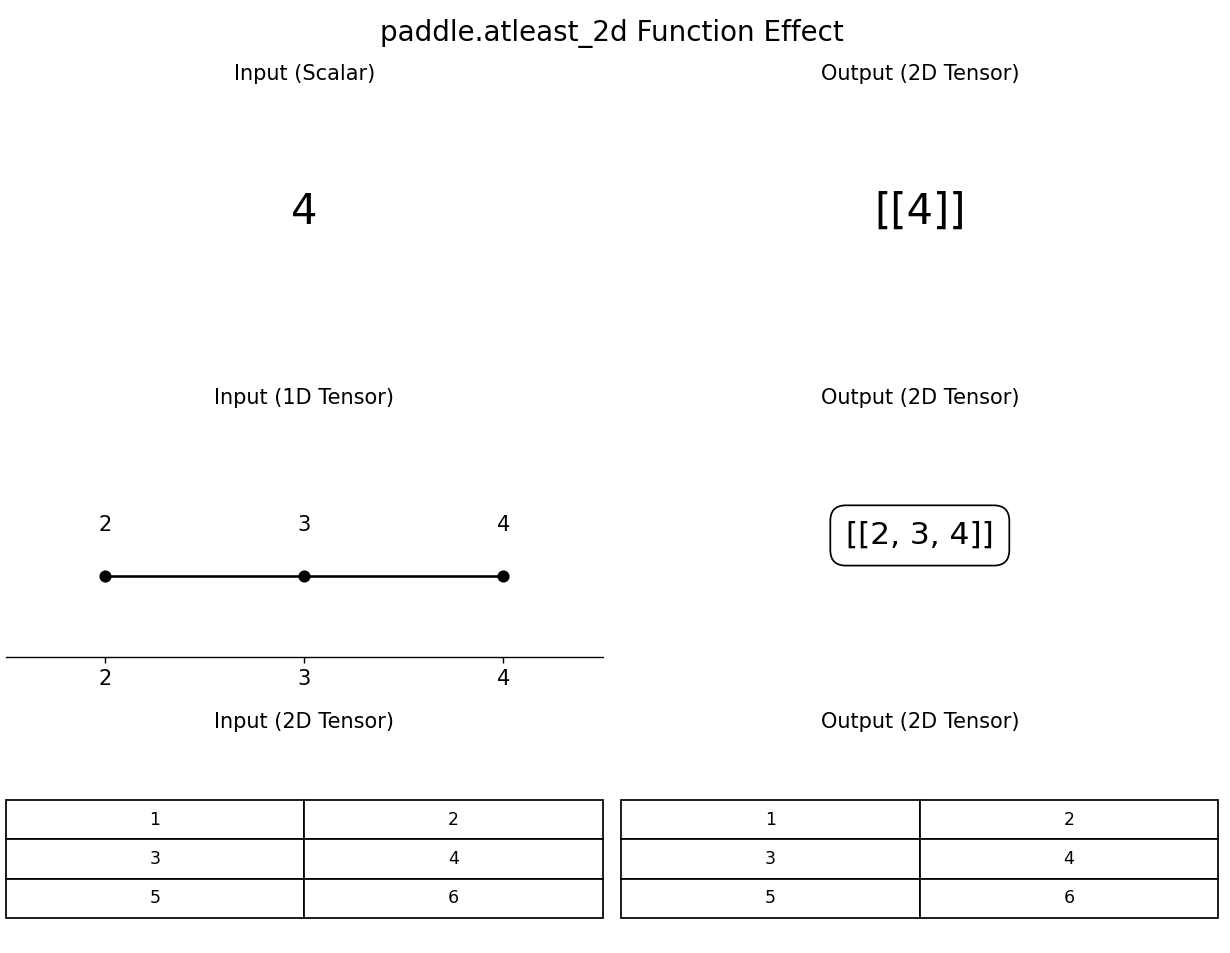 paddle.atleast_2d Function Effect
Input (Scalar)
Output (2D Tensor)
4
[[4]]
Input (1D Tensor)
Output (2D Tensor)
2 3 4
[[2, 3, 4]]
2 3 4
Input (2D Tensor)
Output (2D Tensor)
1 2
3 4
5 6
1 2
3 4
5 6